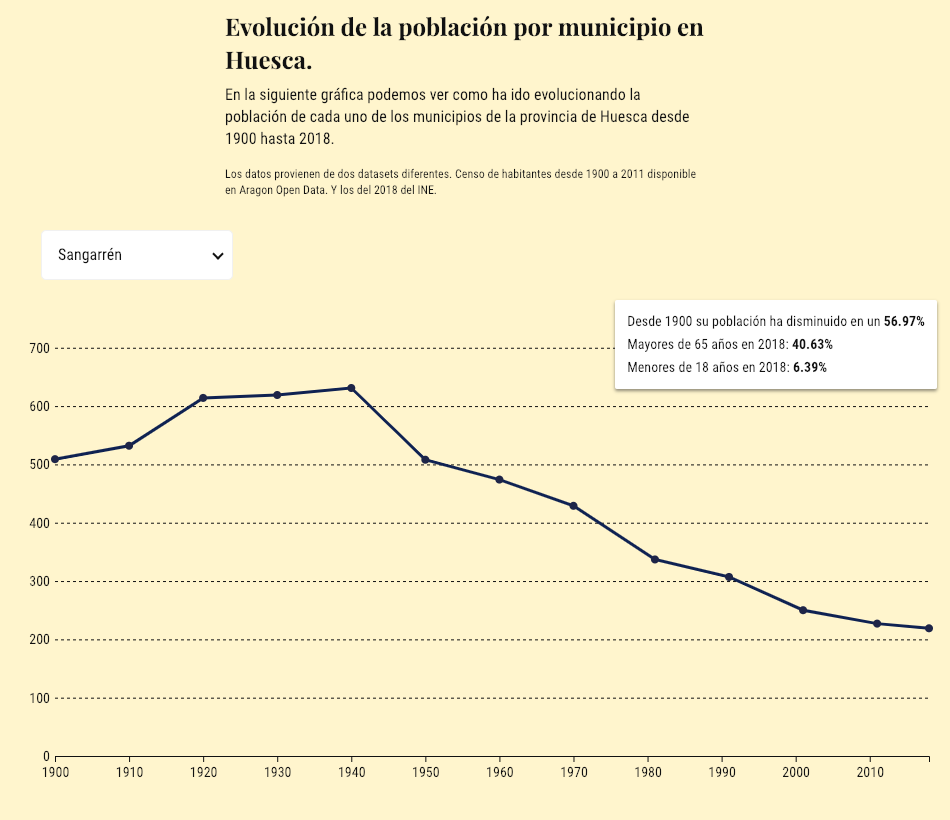 Evolución de la población por municipio en
Huesca.
En la siguiente gráfica podemos ver como ha ido evolucionando la
población de cada uno de los municipios de la provincia de Huesca desde
1900 hasta 2018.
Los datos provienen de dos datasets diferentes. Censo de habitantes desde 1900 a 2011 disponible
en Aragon Open Data. Y los del 2018 del INE.
Sangarrén
Desde 1900 su población ha disminuido en un 56.97%
Mayores de 65 años en 2018: 40.63%
Menores de 18 años en 2018: 6.39%
700
600
500
400
300
200
100
0
1900 1910 1920 1930 1940 1950 1960 1970 1980 1990 2000 2010